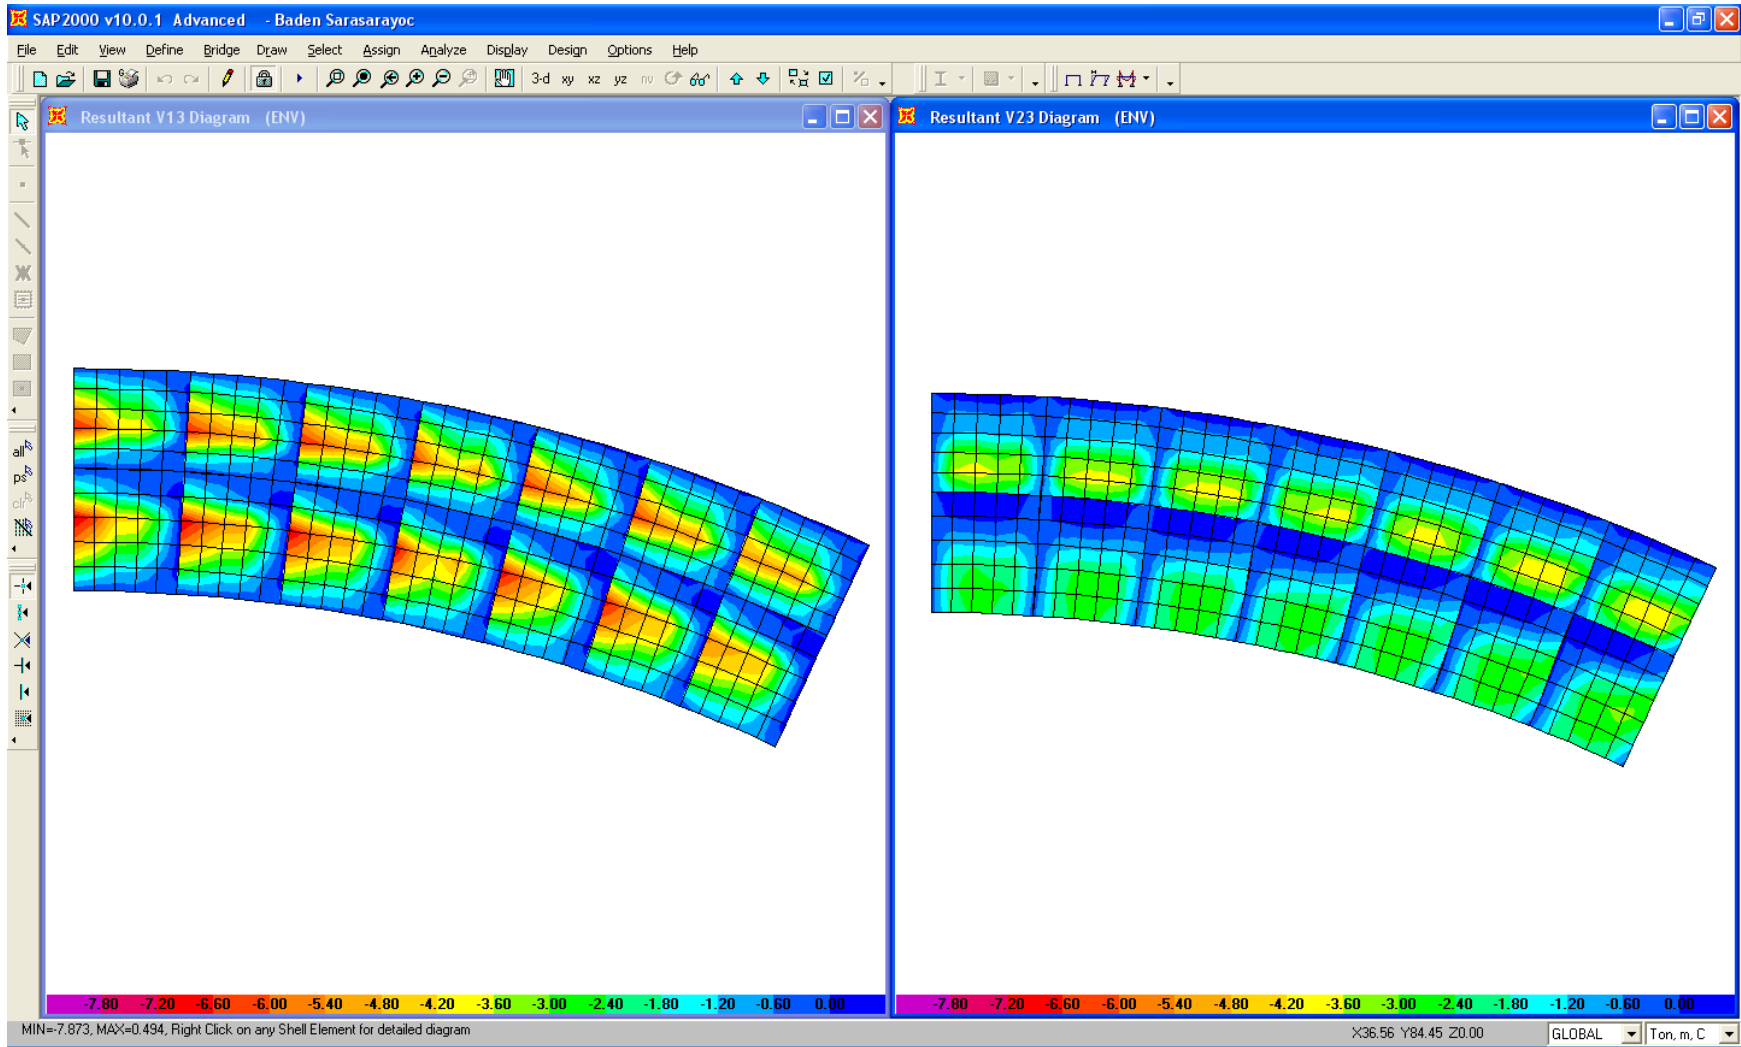 SAP2000 v10.0.1 Advanced - Baden Sarasarayoc
File Edit View Define Bridge Draw Select Assign Analyze Display Design Options Help
3-d xy xz yz nv
Resultant V13 Diagram (ENV)
Resultant V23 Diagram (ENV)
all
ps
clr
-7.80 -7.20 -6.60 -6.00 -5.40 -4.80 -4.20 -3.60 -3.00 -2.40 -1.80 -1.20 -0.60 0.00
-7.80 -7.20 -6.60 -6.00 -5.40 -4.80 -4.20 -3.60 -3.00 -2.40 -1.80 -1.20 -0.60 0.00
MIN=-7.873, MAX=0.494, Right Click on any Shell Element for detailed diagram
X36.56 Y84.45 Z0.00
GLOBAL
Ton, m, C